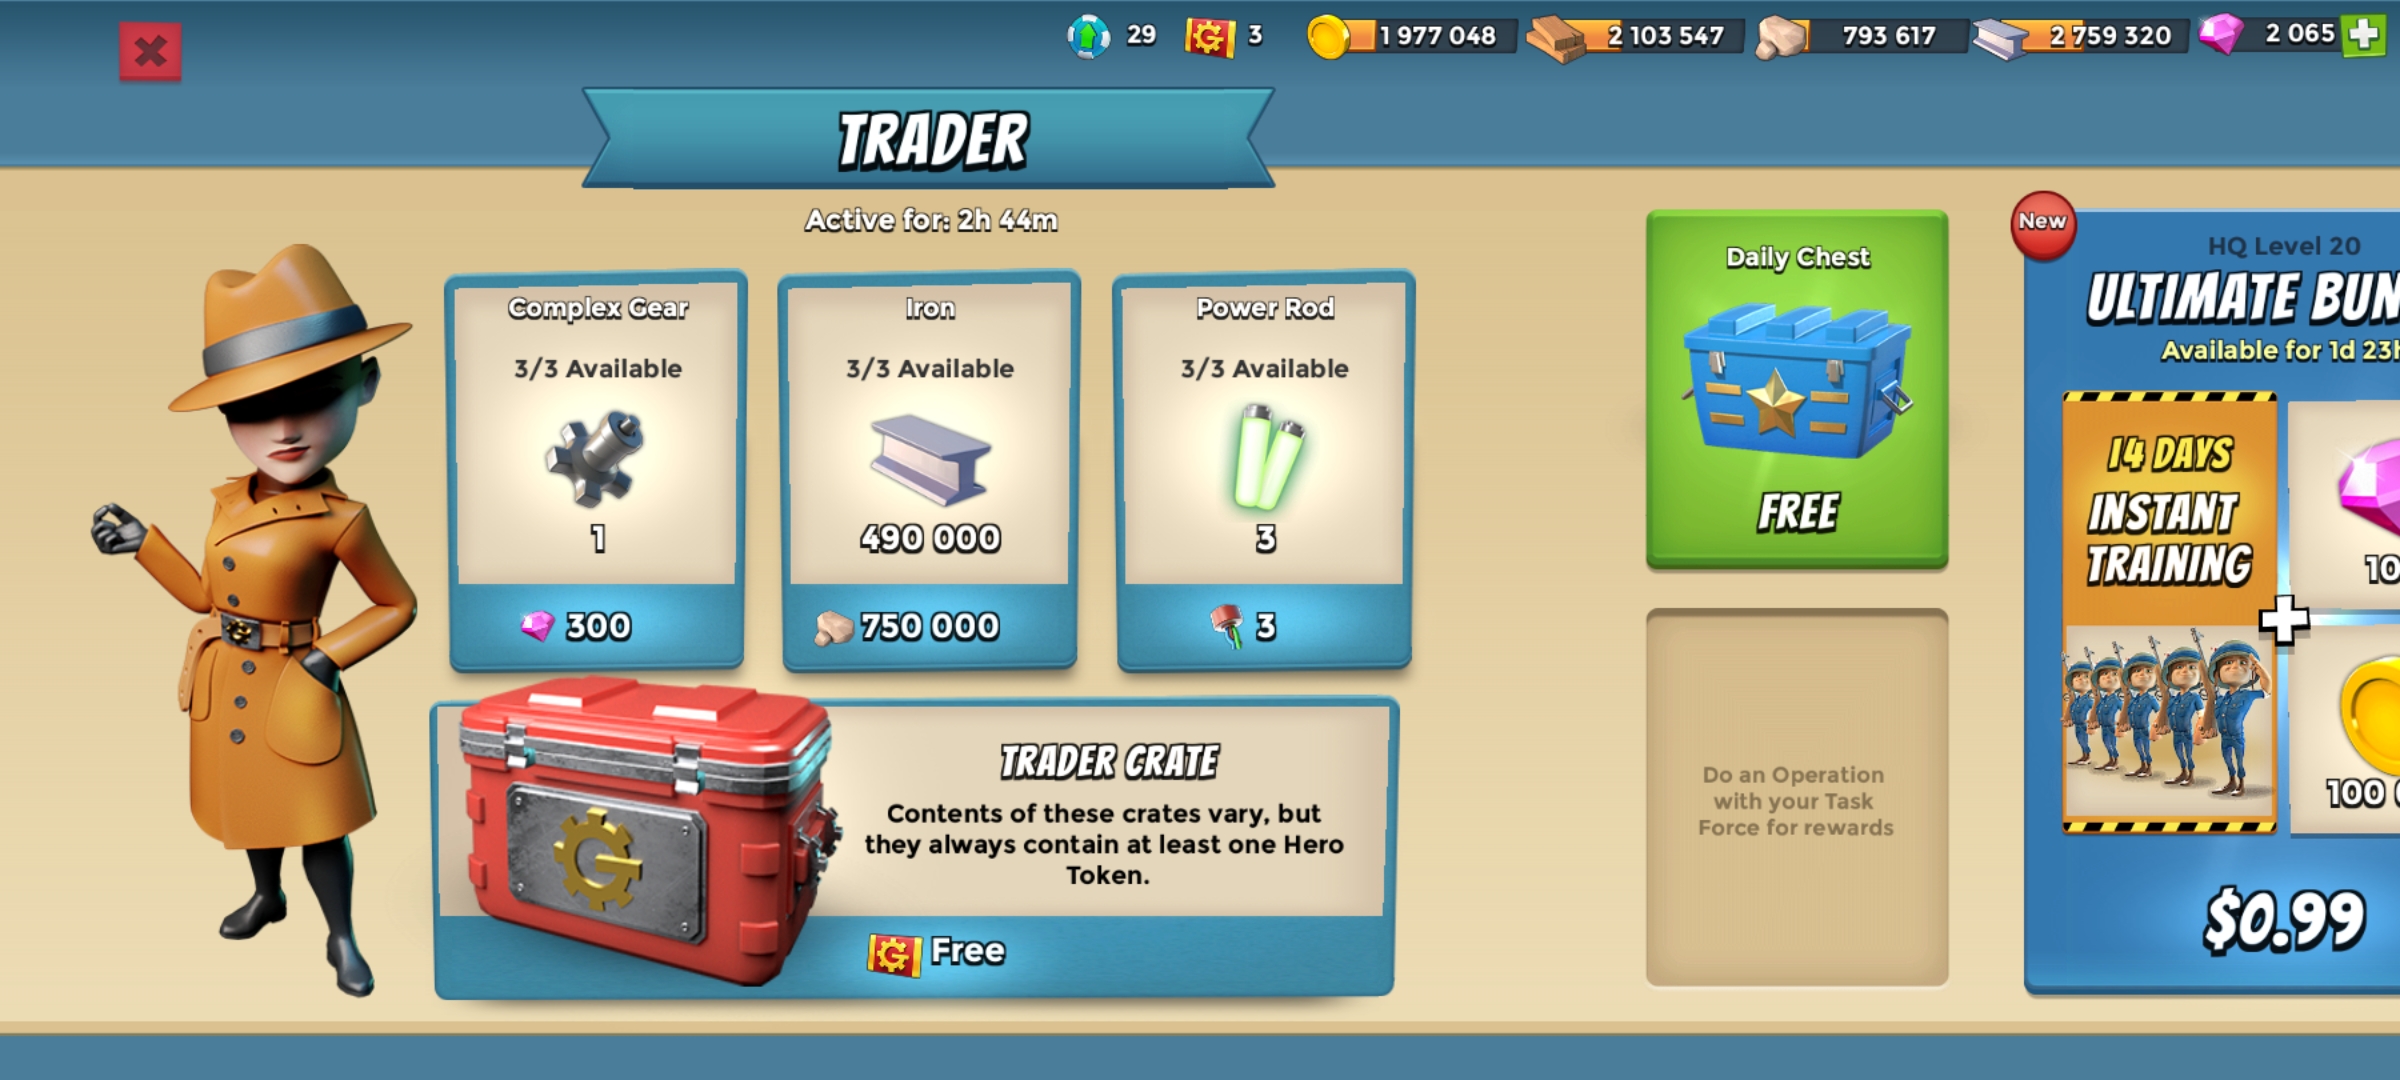 29
3
1 977 048
2 103 547
793 617
2 759 320
2 065
TRADER
Active for: 2h 44m
Complex Gear
3/3 Available
1
300
Iron
3/3 Available
490 000
750 000
Power Rod
3/3 Available
3
3
TRADER CRATE
Contents of these crates vary, but
they always contain at least one Hero
Token.
Free
Daily Chest
FREE
Do an Operation
with your Task
Force for rewards
New
HQ Level 20
ULTIMATE BUN
Available for 1d 23h
14 DAYS
INSTANT
TRAINING
10
100
$0.99